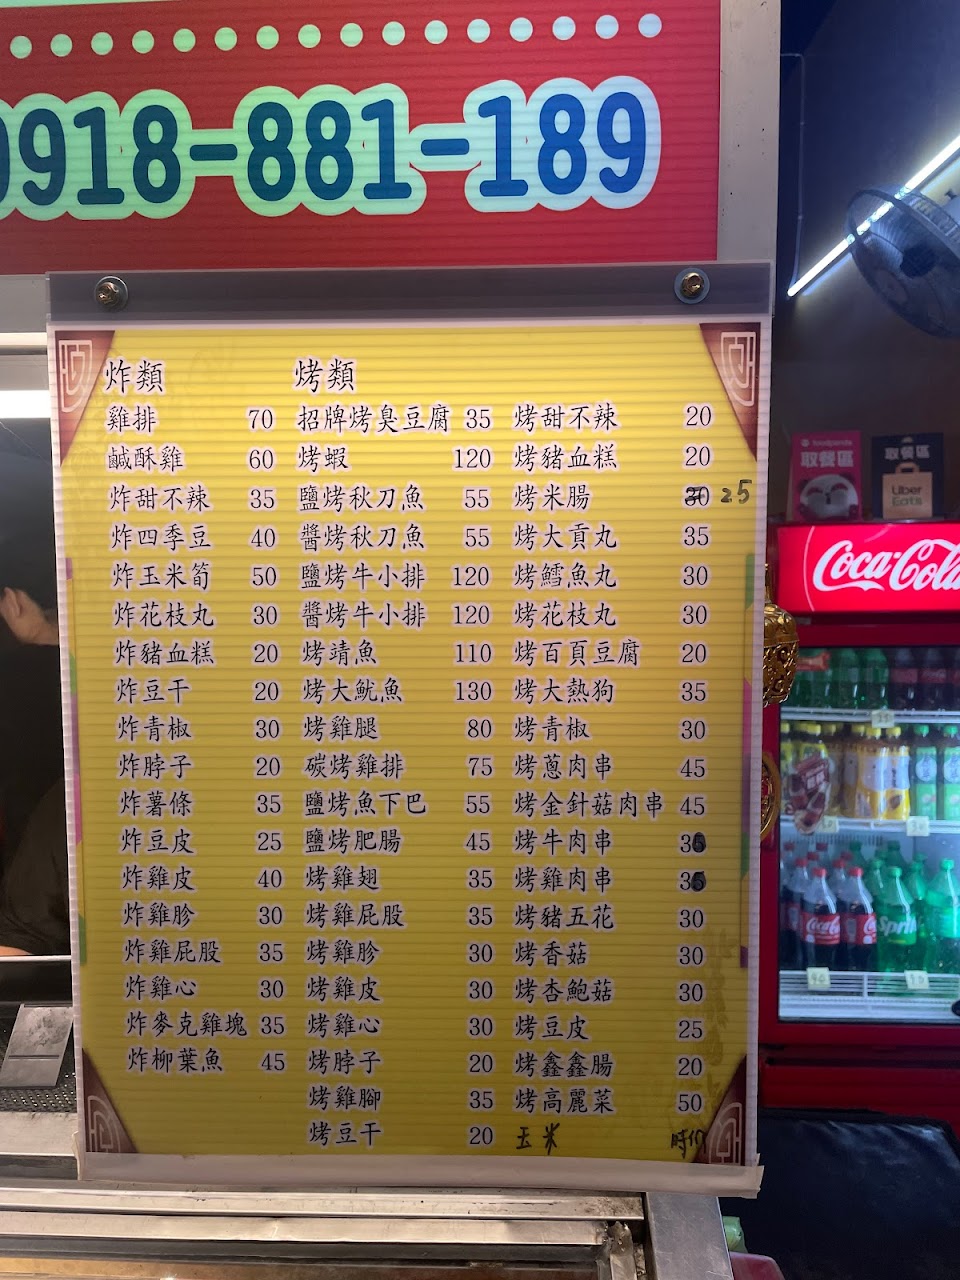 0918-881-189
炸類 烤類
雞排 70 招牌烤臭豆腐 35 烤甜不辣 20
鹹酥雞 60 烤蝦 120 烤豬血糕 20
炸甜不辣 35 鹽烤秋刀魚 55 烤米腸 30 25
炸四季豆 40 醬烤秋刀魚 55 烤大貢丸 35
炸玉米筍 50 鹽烤牛小排 120 烤鱈魚丸 30
炸花枝丸 30 醬烤牛小排 120 烤花枝丸 30
炸豬血糕 20 烤靖魚 110 烤百頁豆腐 20
炸豆干 20 烤大魷魚 130 烤大熱狗 35
炸青椒 30 烤雞腿 80 烤青椒 30
炸脖子 20 碳烤雞排 75 烤蔥肉串 45
炸薯條 35 鹽烤魚下巴 55 烤金針菇肉串 45
炸豆皮 25 鹽烤肥腸 45 烤牛肉串 35
炸雞皮 40 烤雞翅 35 烤雞肉串 35
炸雞胗 30 烤雞屁股 35 烤豬五花 30
炸雞屁股 35 烤雞胗 30 烤香菇 30
炸雞心 30 烤雞皮 30 烤杏鮑菇 30
炸麥克雞塊 35 烤雞心 30 烤豆皮 25
炸柳葉魚 45 烤脖子 20 烤鑫鑫腸 20
烤雞腳 35 烤高麗菜 50
烤豆干 20 玉米 時价
foodpanda
取餐區
取餐區
Uber
Eats
Coca-Cola
Coca-Cola
Sprite